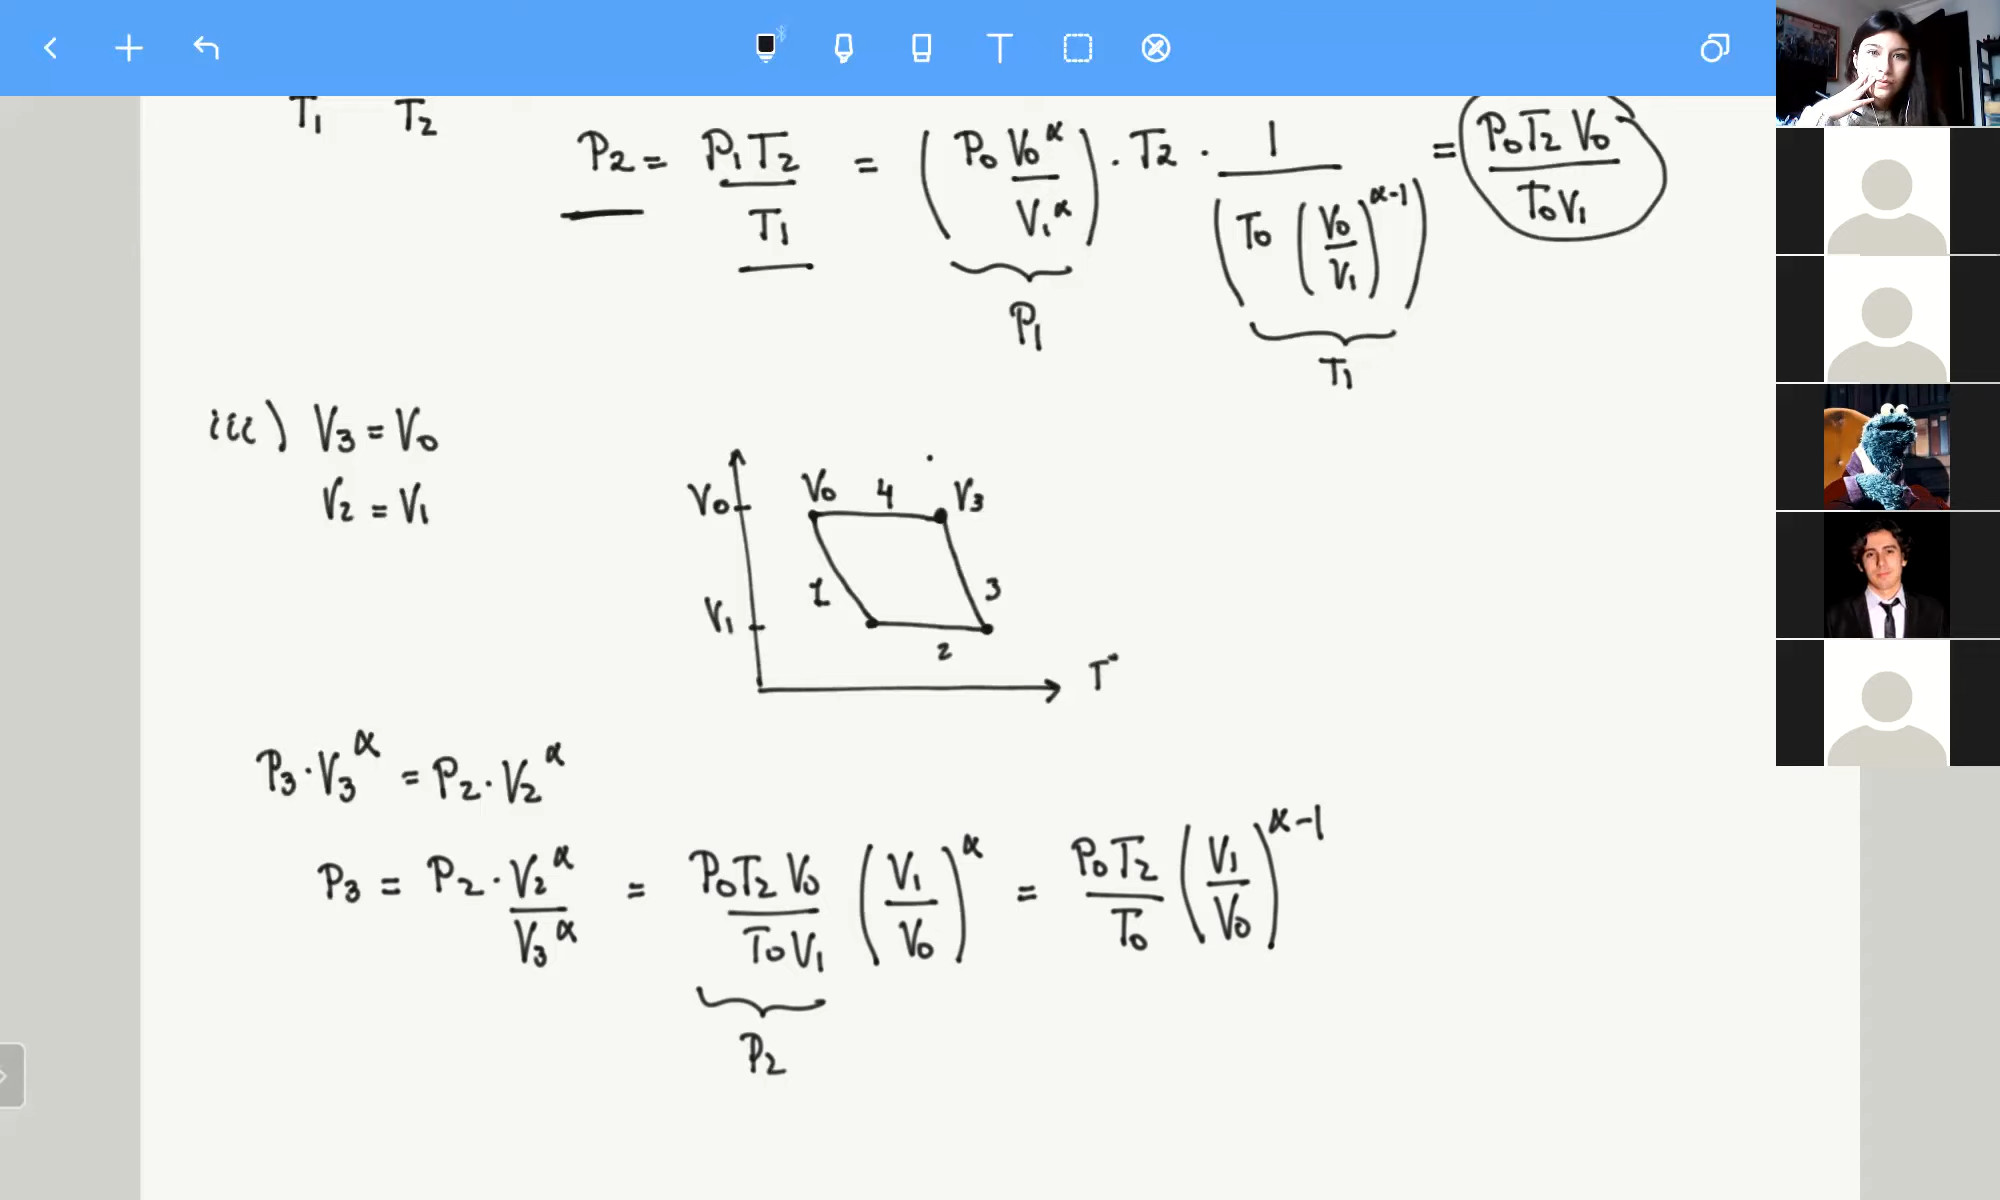 T₁ T₂
P₂ = P₁T₂ / T₁ = (P₀ V₀^α / V₁^α) · T₂ · 1 / (T₀ (V₀/V₁)^(α-1)) = P₀T₂V₀ / T₀V₁
P₁
T₁
iii) V₃ = V₀
V₂ = V₁
V₀ V₀ 4 V₃
V₁ 1 3
2
T
P₃ · V₃^α = P₂ · V₂^α
P₃ = P₂ · V₂^α / V₃^α = P₀T₂V₀ / T₀V₁ (V₁/V₀)^α = P₀T₂ / T₀ (V₁/V₀)^(α-1)
P₂